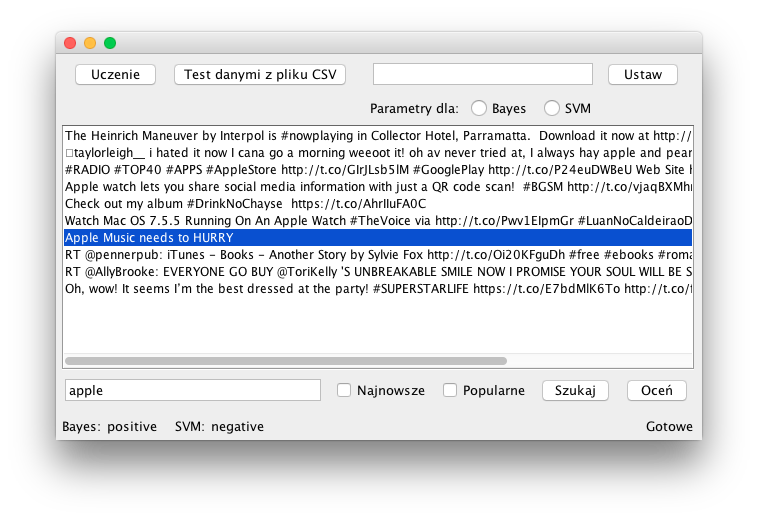 Uczenie Test danymi z pliku CSV Ustaw
Parametry dla: Bayes SVM
The Heinrich Maneuver by Interpol is #nowplaying in Collector Hotel, Parramatta. Download it now at http://
taylorleigh__ i hated it now I cana go a morning weeoot it! oh av never tried at, I always hay apple and pear
#RADIO #TOP40 #APPS #AppleStore http://t.co/GIrJLsb5lM #GooglePlay http://t.co/P24euDWBeU Web Site h
Apple watch lets you share social media information with just a QR code scan! #BGSM http://t.co/vjaqBXMh
Check out my album #DrinkNoChayse https://t.co/AhrIluFA0C
Watch Mac OS 7.5.5 Running On An Apple Watch #TheVoice via http://t.co/Pwv1EIpmGr #LuanNoCaldeiraoD
Apple Music needs to HURRY
RT @pennerpub: iTunes - Books - Another Story by Sylvie Fox http://t.co/Oi20KFguDh #free #ebooks #roma
RT @AllyBrooke: EVERYONE GO BUY @ToriKelly 'S UNBREAKABLE SMILE NOW I PROMISE YOUR SOUL WILL BE S
Oh, wow! It seems I'm the best dressed at the party! #SUPERSTARLIFE https://t.co/E7bdMlK6To http://t.co/
apple Najnowsze Popularne Szukaj Oceń
Bayes: positive SVM: negative Gotowe